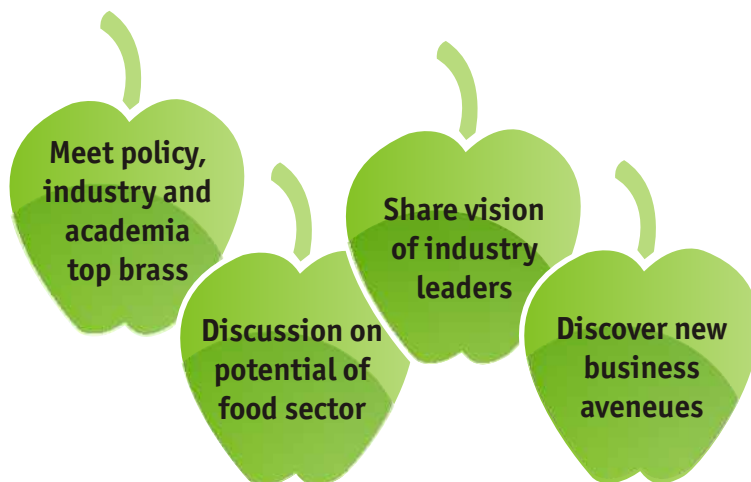 Meet policy,
industry and
academia
top brass
Discussion on
potential of
food sector
Share vision
of industry
leaders
Discover new
business
aveneues